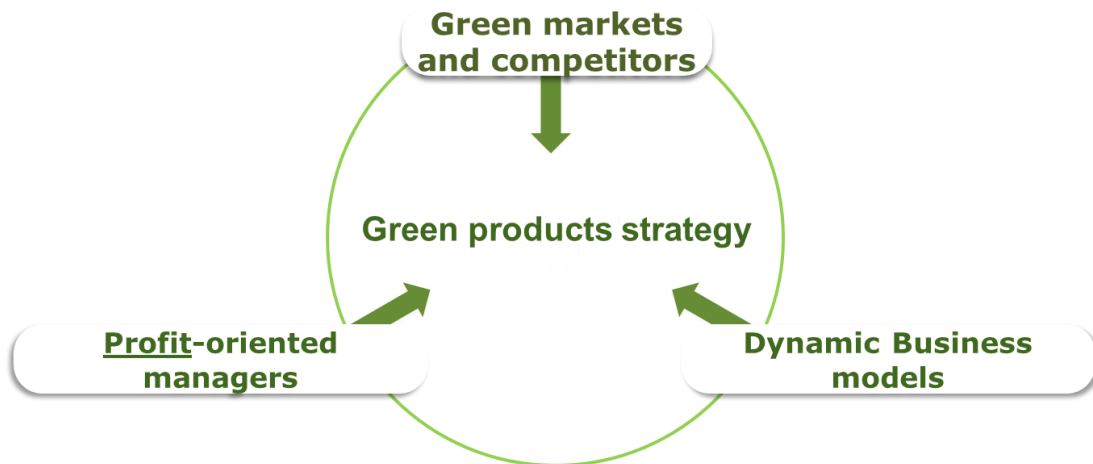 Green markets
and competitors
Green products strategy
Profit-oriented
managers
Dynamic Business
models